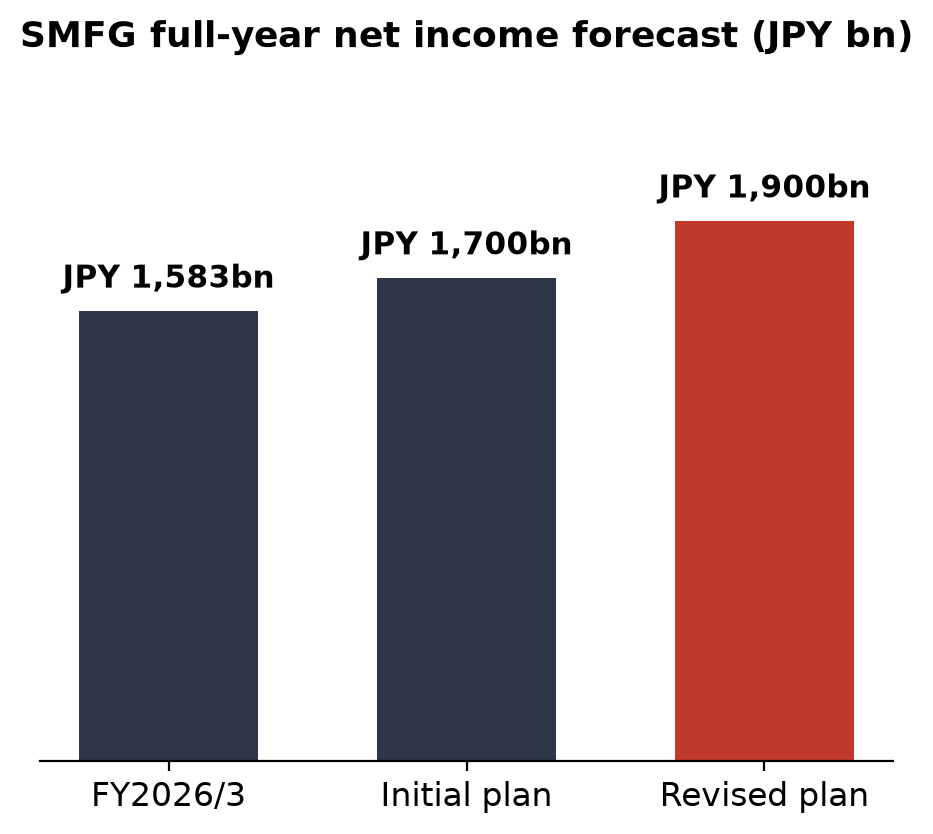 SMFG full-year net income forecast (JPY bn)
JPY 1,583bn
JPY 1,700bn
JPY 1,900bn
FY2026/3
Initial plan
Revised plan